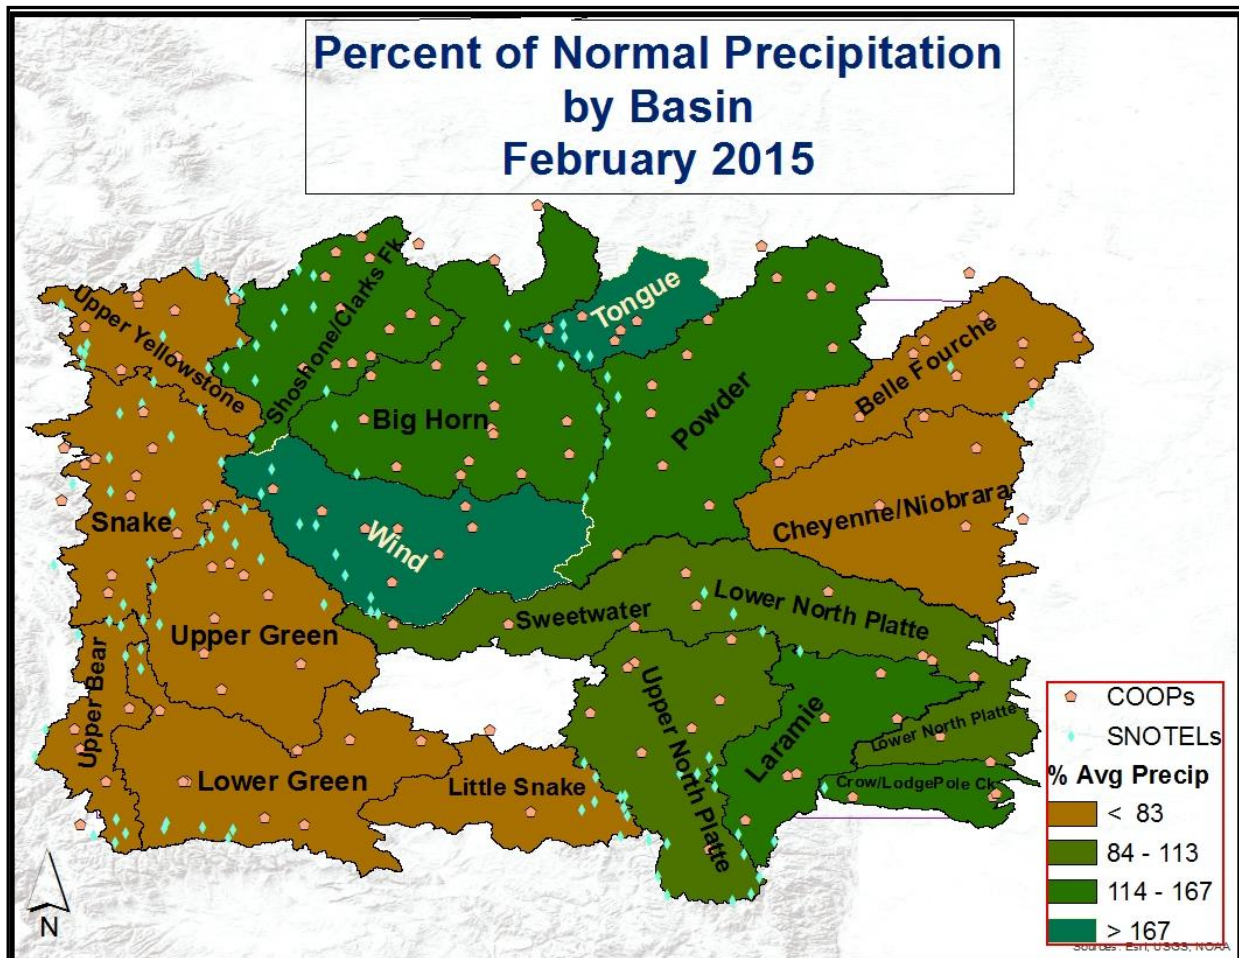 Percent of Normal Precipitation
by Basin
February 2015
Upper Yellowstone
Shoshone/Clarks Fk
Tongue
Big Horn
Powder
Belle Fourche
Cheyenne/Niobrara
Snake
Wind
Upper Green
Sweetwater
Lower North Platte
Upper Bear
Lower Green
Little Snake
Upper North Platte
Laramie
Lower North Platte
Crow/LodgePole Ck
COOPs
SNOTELs
% Avg Precip
< 83
84 - 113
114 - 167
> 167
N
Sources: Esri, USGS, NOAA